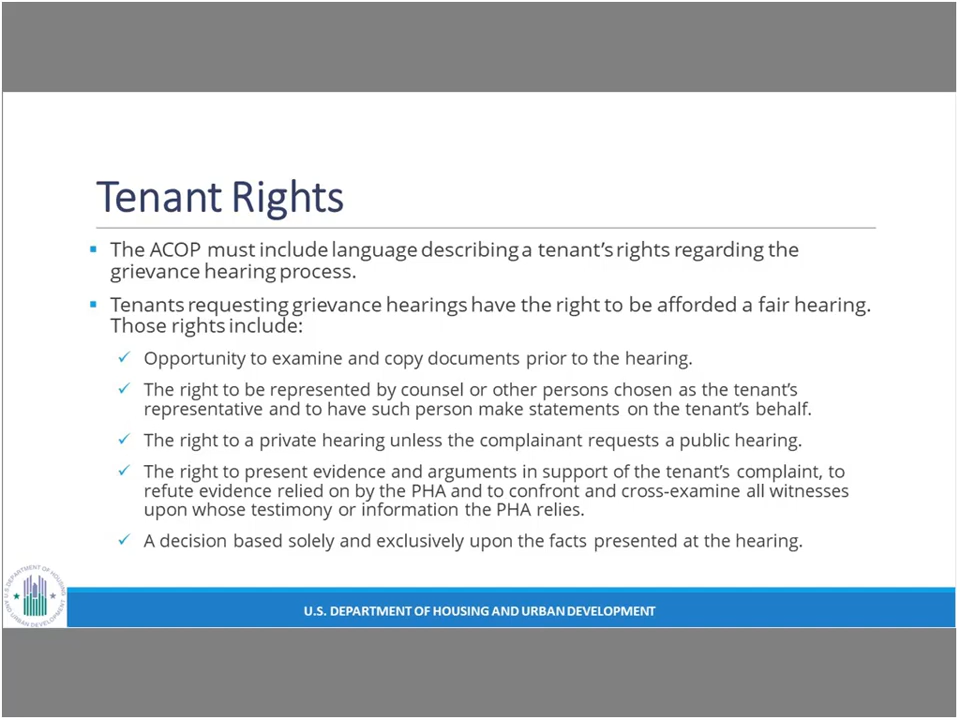 Tenant Rights
The ACOP must include language describing a tenant's rights regarding the
grievance hearing process.
Tenants requesting grievance hearings have the right to be afforded a fair hearing.
Those rights include:
Opportunity to examine and copy documents prior to the hearing.
The right to be represented by counsel or other persons chosen as the tenant's
representative and to have such person make statements on the tenant's behalf.
The right to a private hearing unless the complainant requests a public hearing.
The right to present evidence and arguments in support of the tenant's complaint, to
refute evidence relied on by the PHA and to confront and cross-examine all witnesses
upon whose testimony or information the PHA relies.
A decision based solely and exclusively upon the facts presented at the hearing.
U.S. DEPARTMENT OF HOUSING
AND URBAN DEVELOPMENT
U.S. DEPARTMENT OF HOUSING AND URBAN DEVELOPMENT